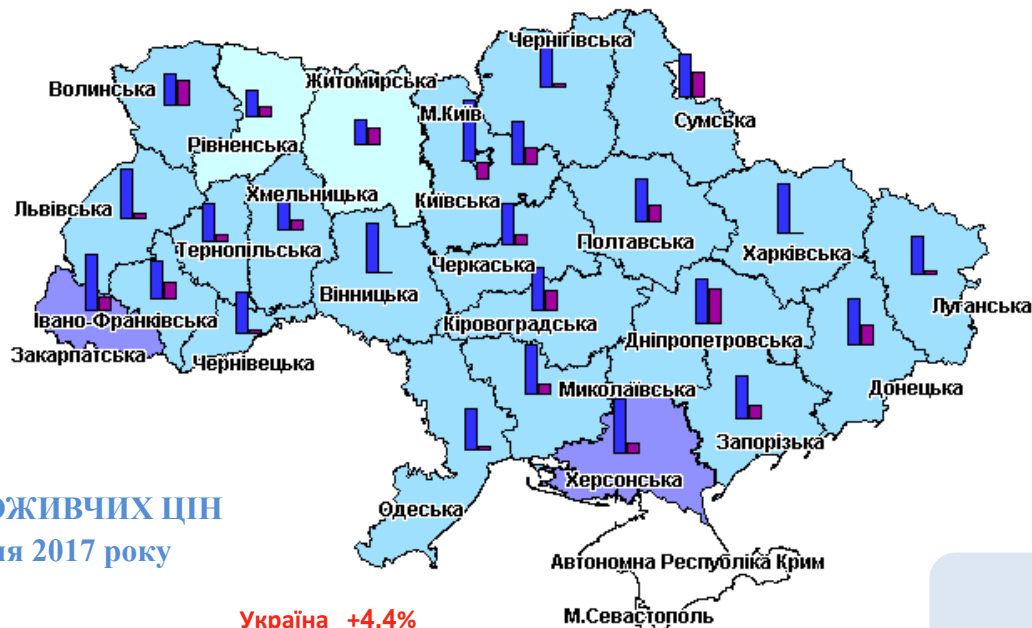 Чернігівська
Волинська
Житомирська
М.Київ
Сумська
Рівненська
Хмельницька
Київська
Львівська
Тернопільська
Полтавська
Харківська
Черкаська
Вінницька
Івано-Франківська
Кіровоградська
Луганська
Закарпатська
Чернівецька
Дніпропетровська
Миколаївська
Донецька
Запорізька
Херсонська
Одеська
ОЖИВЧИХ ЦІН
ня 2017 року
Автономна Республіка Крим
М.Севастополь
Україна +4,4%